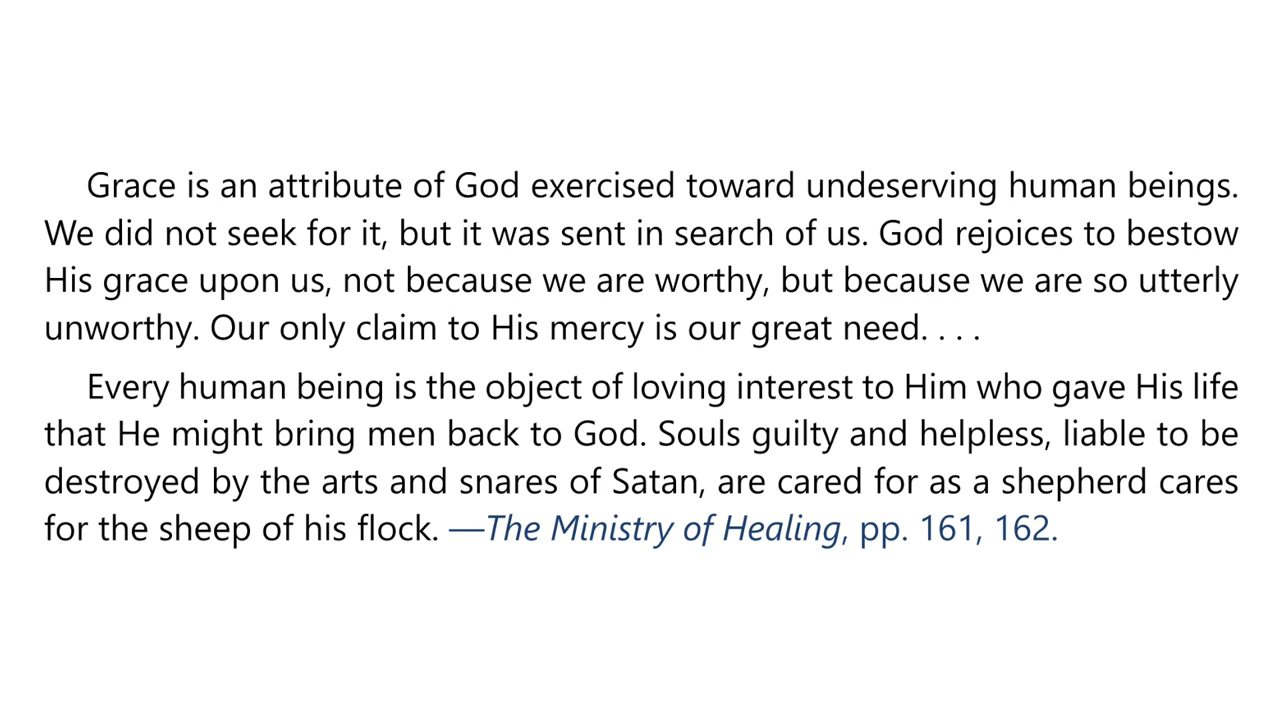 Grace is an attribute of God exercised toward undeserving human beings.
We did not seek for it, but it was sent in search of us. God rejoices to bestow
His grace upon us, not because we are worthy, but because we are so utterly
unworthy. Our only claim to His mercy is our great need. . . .
Every human being is the object of loving interest to Him who gave His life
that He might bring men back to God. Souls guilty and helpless, liable to be
destroyed by the arts and snares of Satan, are cared for as a shepherd cares
for the sheep of his flock. —The Ministry of Healing, pp. 161, 162.